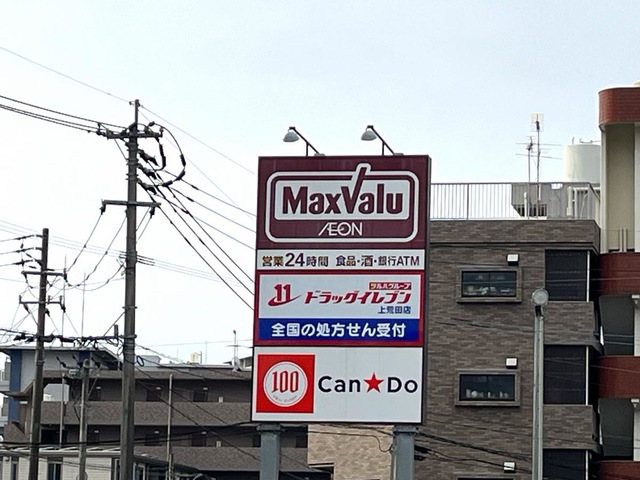 MaxValu
ÆON
営業24時間 食品・酒・銀行ATM
ツルハグループ
ドラッグイレブン
上荒田店
全国の処方せん受付
100
Can★Do